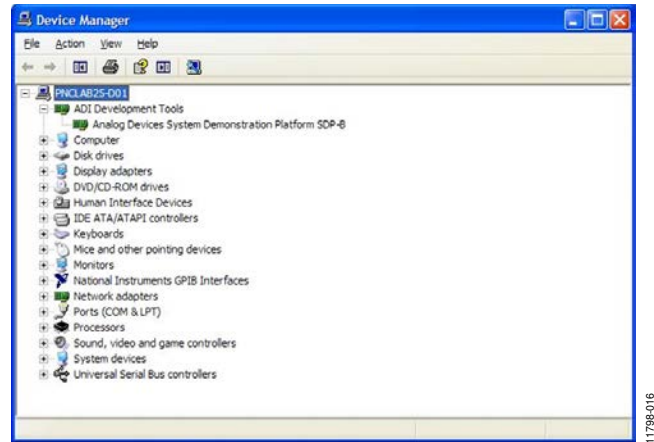 Device Manager
File Action View Help
PNCLAB25-D01
ADI Development Tools
Analog Devices System Demonstration Platform SDP-B
Computer
Disk drives
Display adapters
DVD/CD-ROM drives
Human Interface Devices
IDE ATA/ATAPI controllers
Keyboards
Mice and other pointing devices
Monitors
National Instruments GPIB Interfaces
Network adapters
Ports (COM & LPT)
Processors
Sound, video and game controllers
System devices
Universal Serial Bus controllers
11798-016